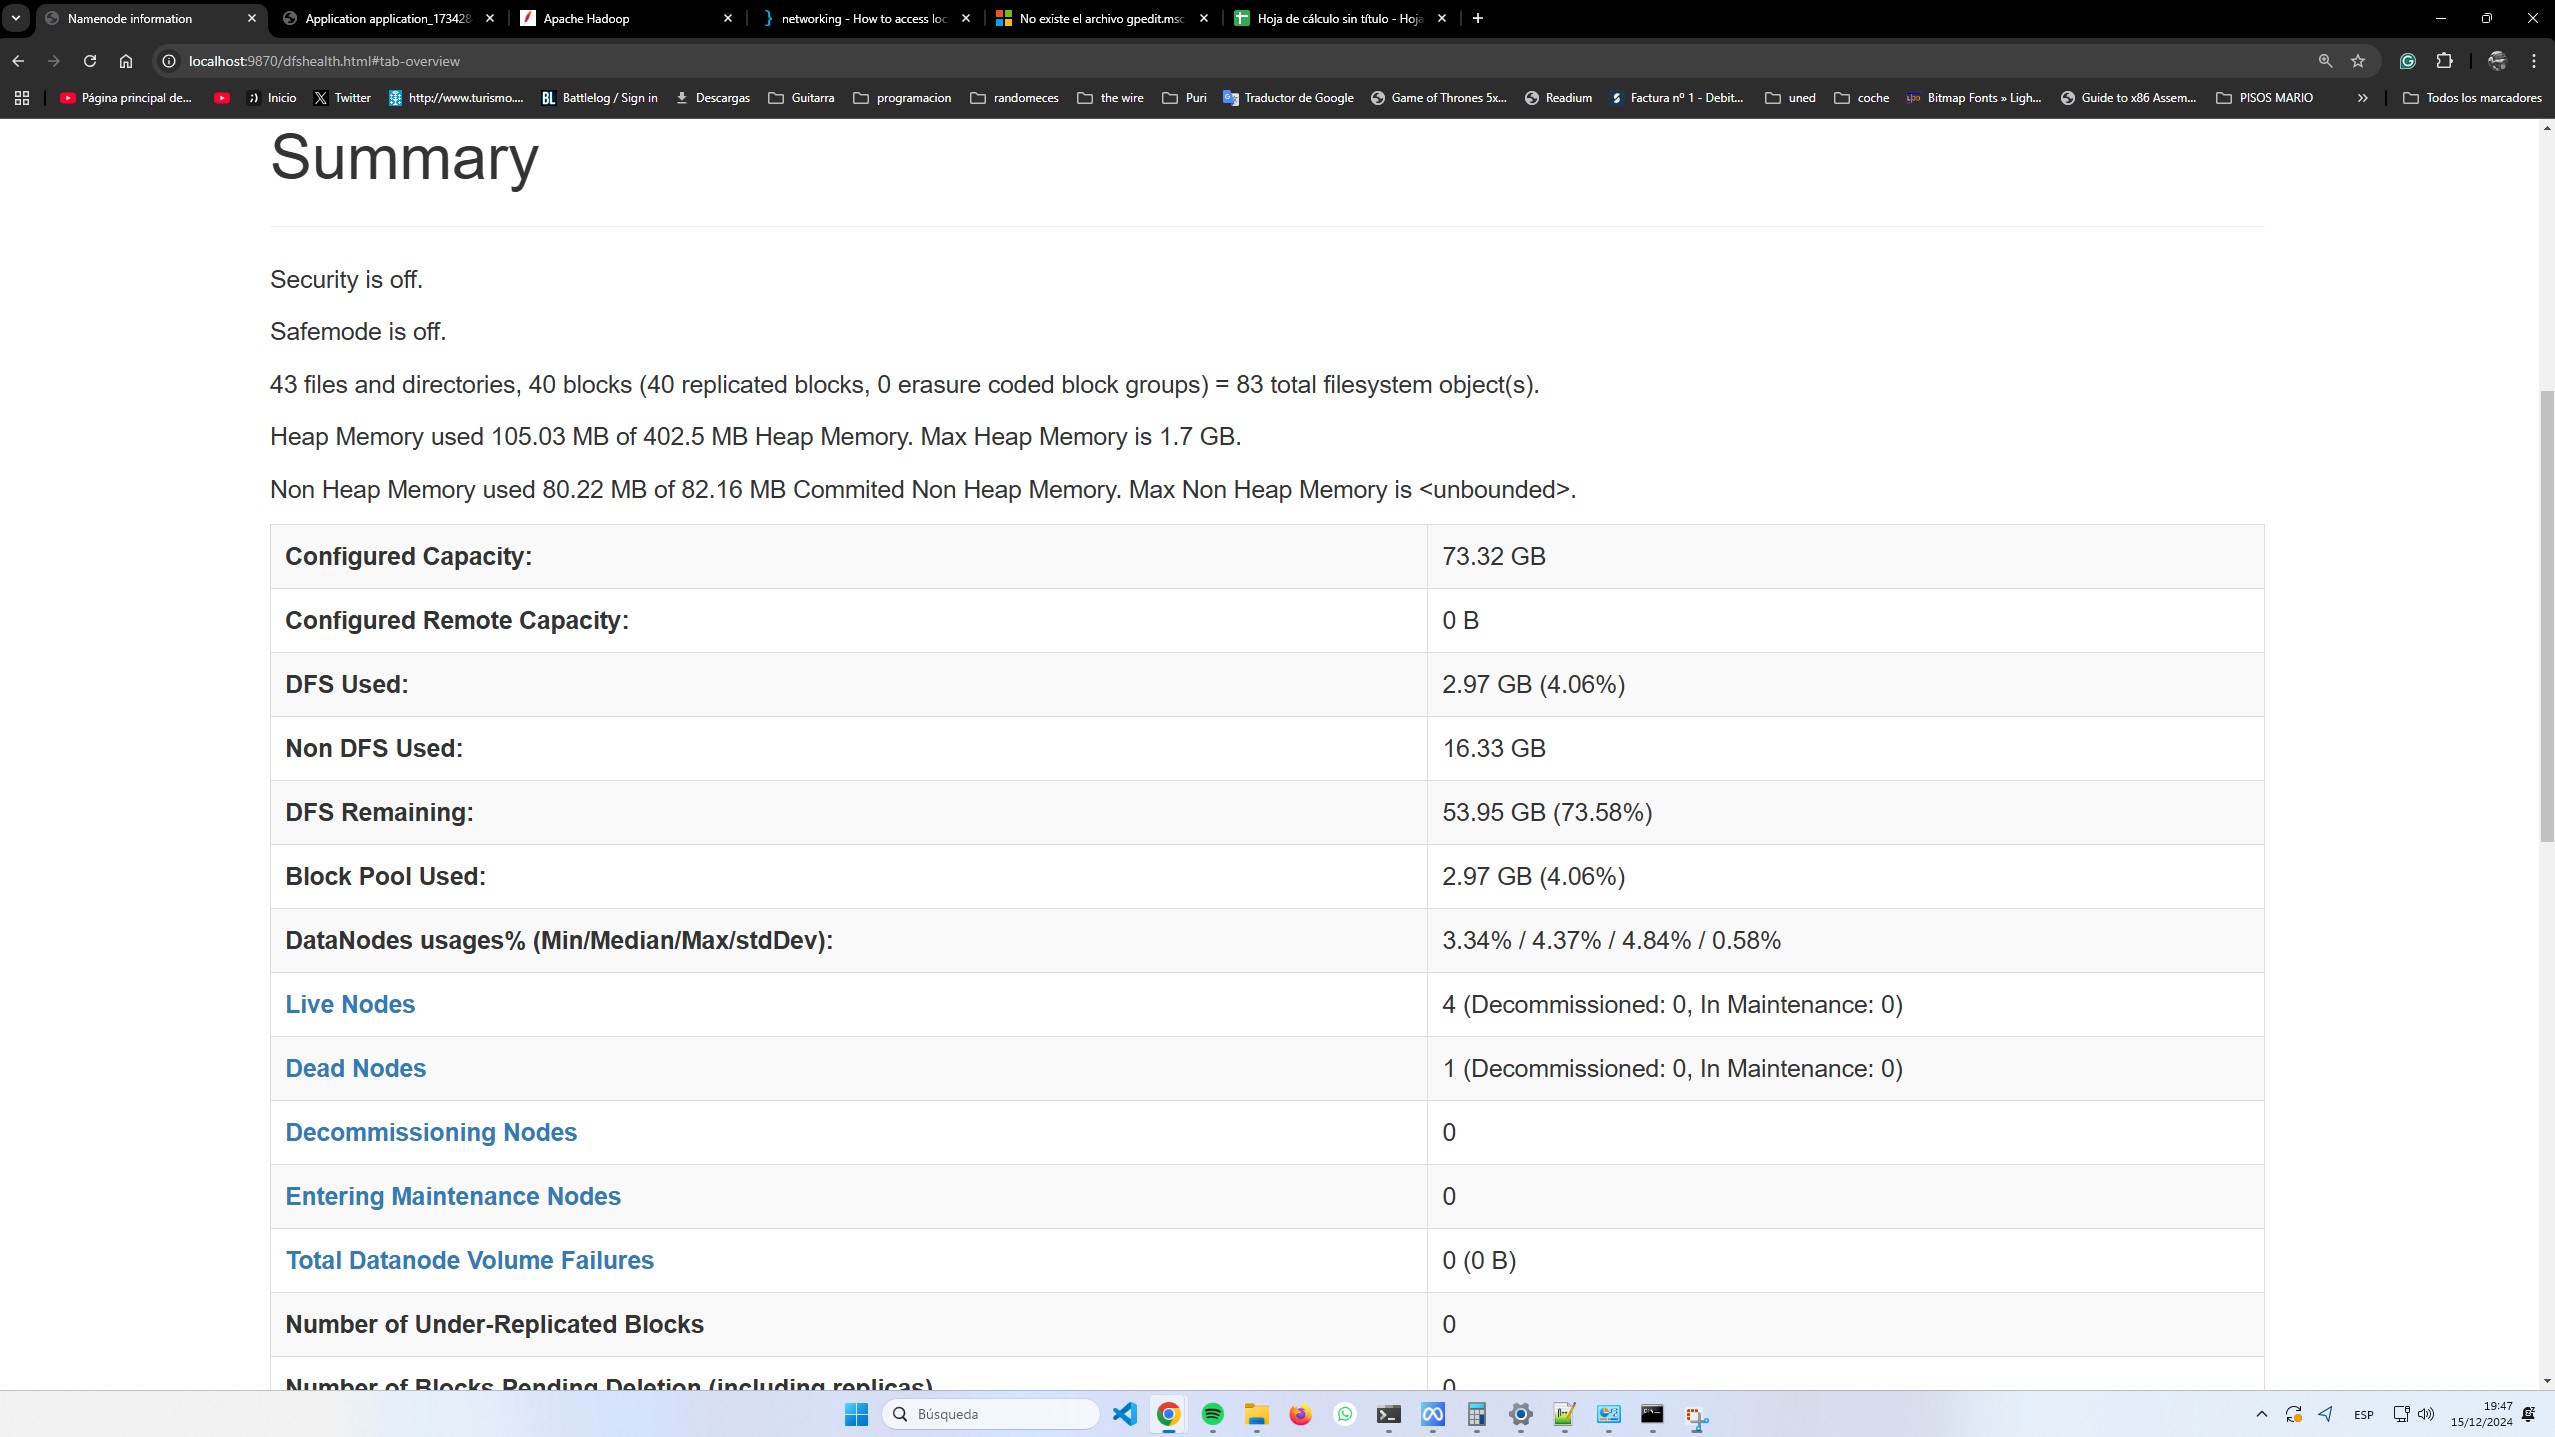 Namenode information
Application application_173428
Apache Hadoop
networking - How to access loc
No existe el archivo gpedit.msc
Hoja de cálculo sin título - Hoja
localhost:9870/dfshealth.html#tab-overview
Página principal de...
Inicio
Twitter
http://www.turismo....
BL Battlelog / Sign in
Descargas
Guitarra
programacion
randomeces
the wire
Puri
Traductor de Google
Game of Thrones 5x...
Readium
Factura nº 1 - Debit...
uned
coche
Bitmap Fonts » Ligh...
Guide to x86 Assem...
PISOS MARIO
»
Todos los marcadores
Summary
Security is off.
Safemode is off.
43 files and directories, 40 blocks (40 replicated blocks, 0 erasure coded block groups) = 83 total filesystem object(s).
Heap Memory used 105.03 MB of 402.5 MB Heap Memory. Max Heap Memory is 1.7 GB.
Non Heap Memory used 80.22 MB of 82.16 MB Commited Non Heap Memory. Max Non Heap Memory is <unbounded>.
Configured Capacity: 73.32 GB
Configured Remote Capacity: 0 B
DFS Used: 2.97 GB (4.06%)
Non DFS Used: 16.33 GB
DFS Remaining: 53.95 GB (73.58%)
Block Pool Used: 2.97 GB (4.06%)
DataNodes usages% (Min/Median/Max/stdDev): 3.34% / 4.37% / 4.84% / 0.58%
Live Nodes 4 (Decommissioned: 0, In Maintenance: 0)
Dead Nodes 1 (Decommissioned: 0, In Maintenance: 0)
Decommissioning Nodes 0
Entering Maintenance Nodes 0
Total Datanode Volume Failures 0 (0 B)
Number of Under-Replicated Blocks 0
Number of Blocks Pending Deletion (including replicas) 0
Búsqueda
ESP
19:47
15/12/2024